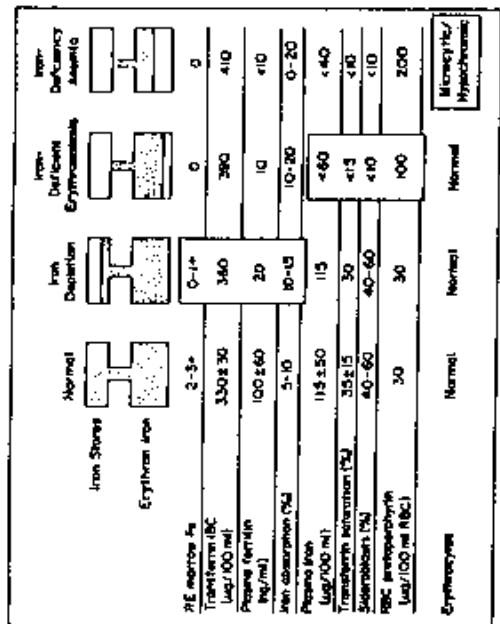 Normal
Iron
Depletion
Iron-
Deficient
Erythropoiesis
Iron-
Deficiency
Anemia
Iron Stores
Erythron Iron
RE marrow Fe 2-3+ 0-1+ 0 0
Transferrin IBC
(µg/100 ml) 330±30 360 390 410
Plasma ferritin
(ng/ml) 100±60 20 10 <10
Iron absorption (%) 5-10 10-15 10-20 0-20
Plasma iron
(µg/100 ml) 115±50 115 <60 <40
Transferrin saturation (%) 35±15 30 <15 <10
Sideroblasts (%) 40-60 40-60 <10 <10
RBC protoporphyrin
(µg/100 ml RBC) 30 30 100 200
Erythrocytes Normal Normal Normal Microcytic/
Hypochromic